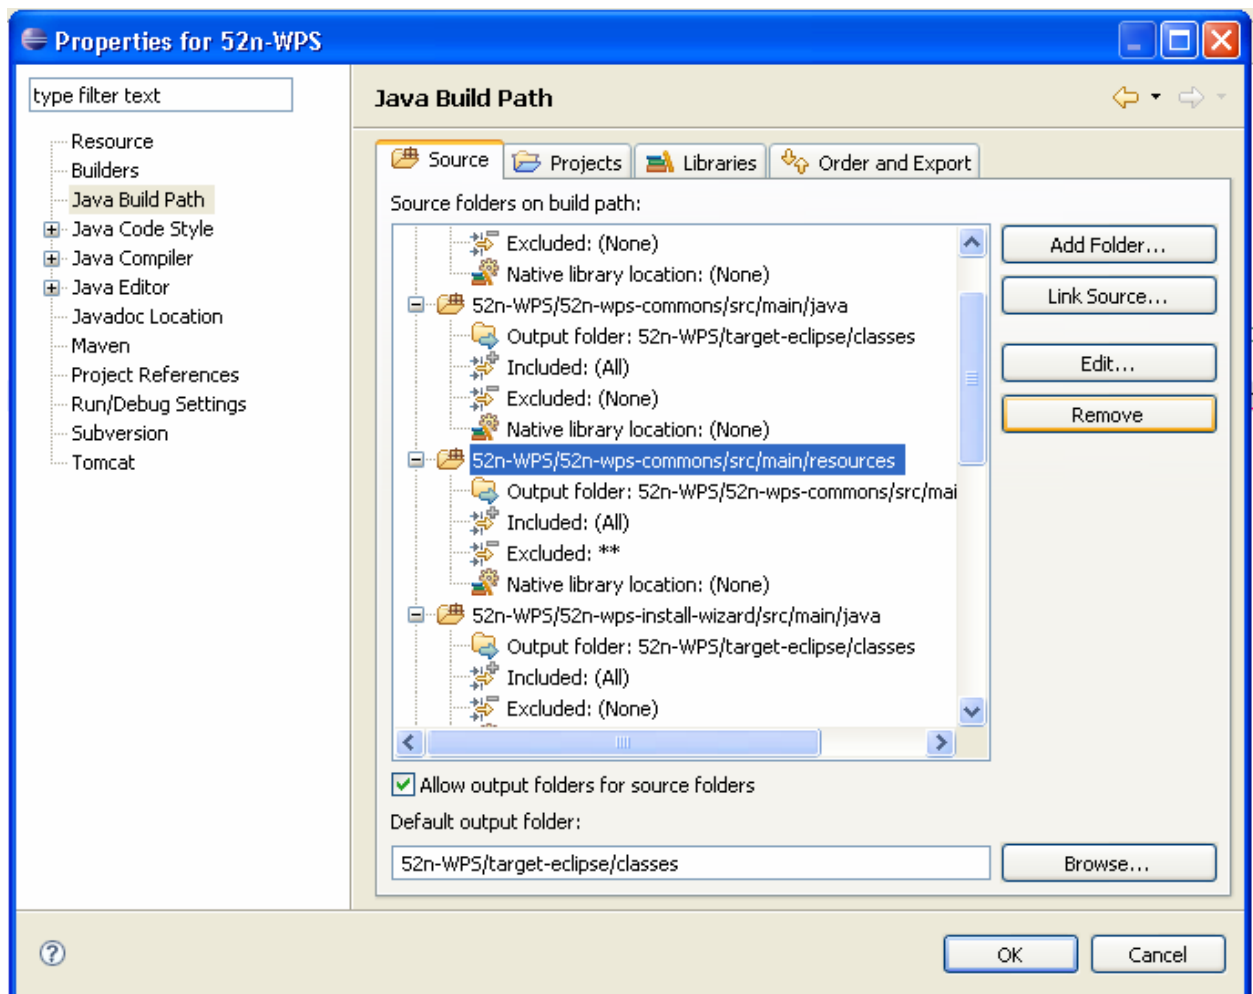 Properties for 52n-WPS
type filter text
Resource
Builders
Java Build Path
Java Code Style
Java Compiler
Java Editor
Javadoc Location
Maven
Project References
Run/Debug Settings
Subversion
Tomcat
Java Build Path
Source Projects Libraries Order and Export
Source folders on build path:
Excluded: (None)
Native library location: (None)
52n-WPS/52n-wps-commons/src/main/java
Output folder: 52n-WPS/target-eclipse/classes
Included: (All)
Excluded: (None)
Native library location: (None)
52n-WPS/52n-wps-commons/src/main/resources
Output folder: 52n-WPS/52n-wps-commons/src/mai
Included: (All)
Excluded: **
Native library location: (None)
52n-WPS/52n-wps-install-wizard/src/main/java
Output folder: 52n-WPS/target-eclipse/classes
Included: (All)
Excluded: (None)
Add Folder...
Link Source...
Edit...
Remove
Allow output folders for source folders
Default output folder:
52n-WPS/target-eclipse/classes
Browse...
OK
Cancel